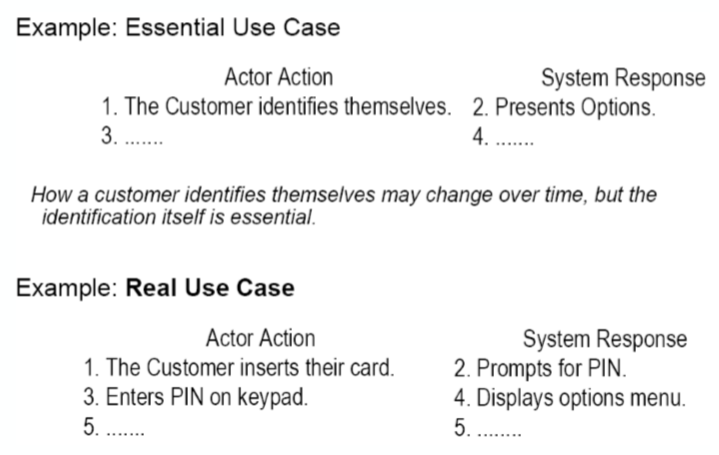 Example: Essential Use Case
Actor Action System Response
1. The Customer identifies themselves. 2. Presents Options.
3. ....... 4. .......
How a customer identifies themselves may change over time, but the
identification itself is essential.
Example: Real Use Case
Actor Action System Response
1. The Customer inserts their card. 2. Prompts for PIN.
3. Enters PIN on keypad. 4. Displays options menu.
5. ....... 5. ........